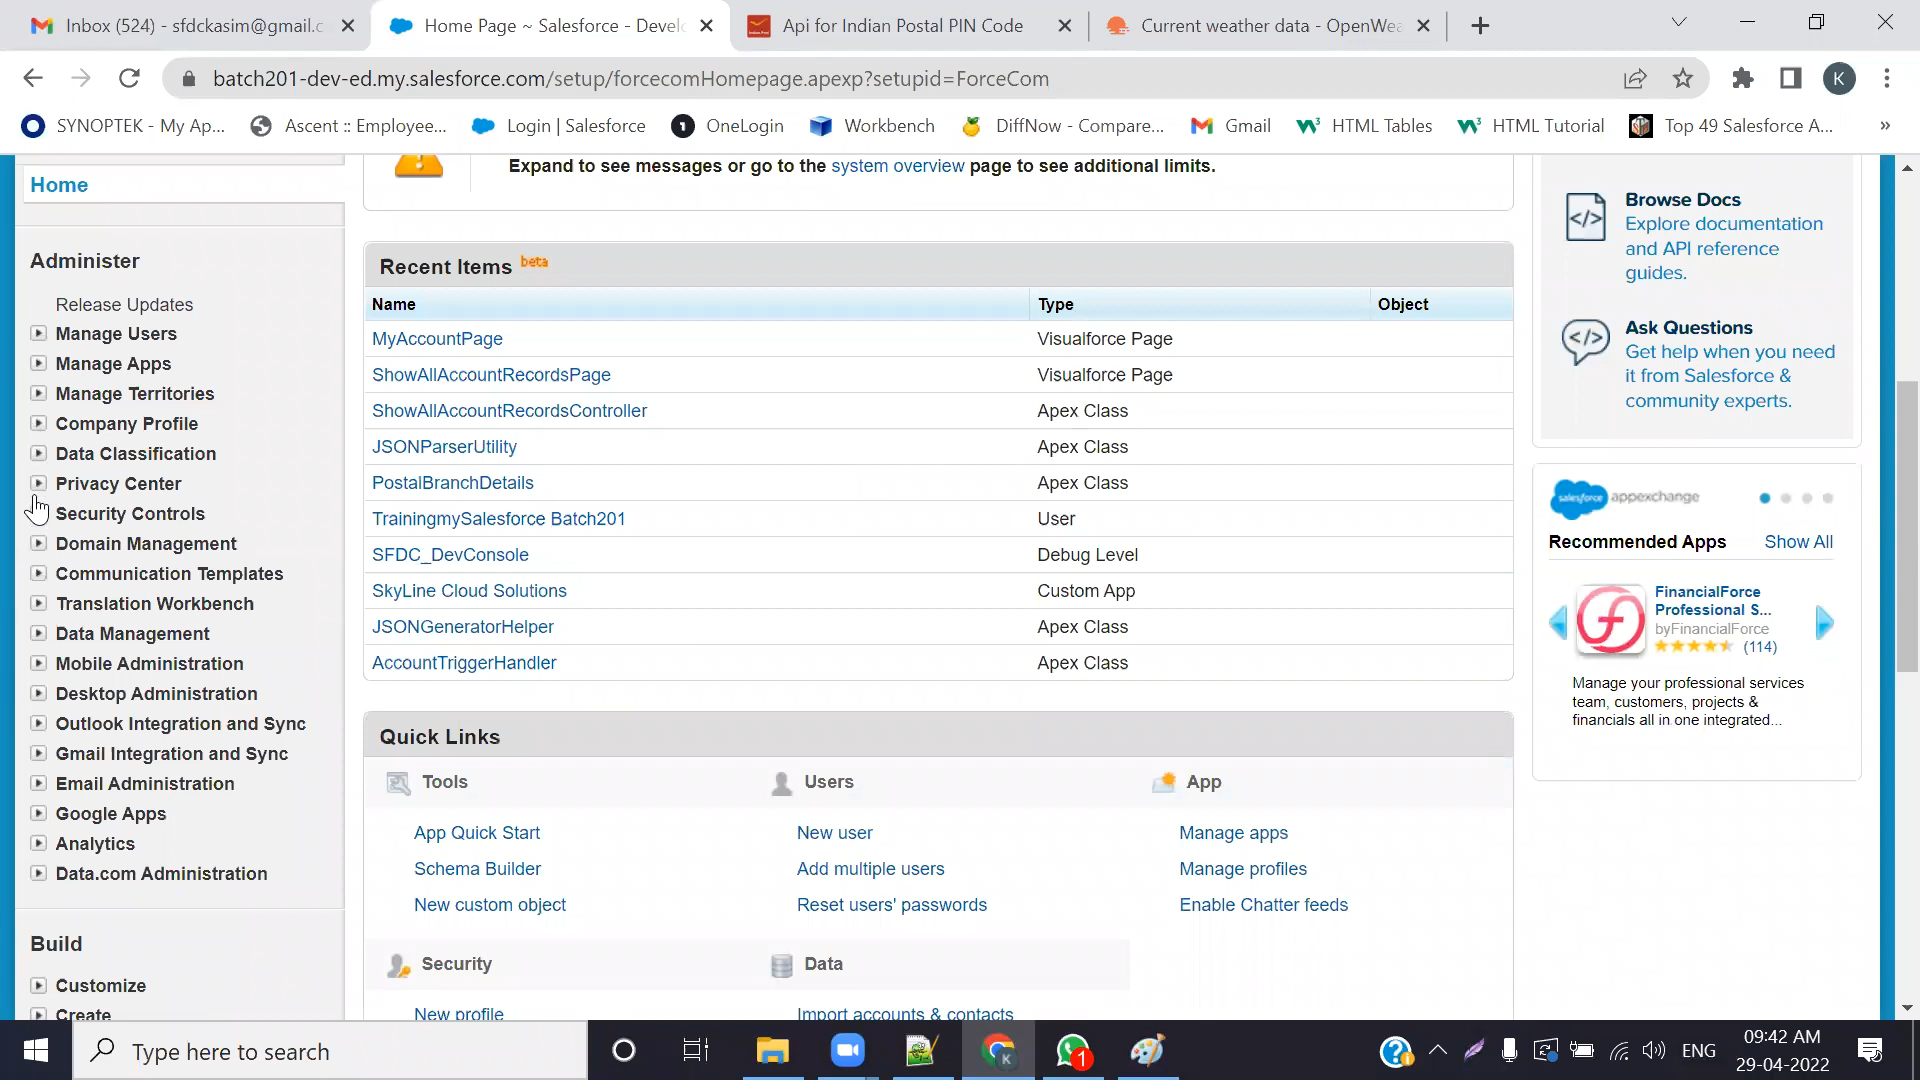 Inbox (524) - sfdckasim@gmail.c
Home Page ~ Salesforce - Develo
Api for Indian Postal PIN Code
Current weather data - OpenWea
batch201-dev-ed.my.salesforce.com/setup/forcecomHomepage.apexp?setupid=ForceCom
K
SYNOPTEK - My Ap...
Ascent :: Employee...
Login | Salesforce
OneLogin
Workbench
DiffNow - Compare...
Gmail
HTML Tables
HTML Tutorial
Top 49 Salesforce A...
»
Home
Administer
Release Updates
Manage Users
Manage Apps
Manage Territories
Company Profile
Data Classification
Privacy Center
Security Controls
Domain Management
Communication Templates
Translation Workbench
Data Management
Mobile Administration
Desktop Administration
Outlook Integration and Sync
Gmail Integration and Sync
Email Administration
Google Apps
Analytics
Data.com Administration
Build
Customize
Create
Expand to see messages or go to the system overview page to see additional limits.
Recent Items beta
Name Type Object
MyAccountPage Visualforce Page
ShowAllAccountRecordsPage Visualforce Page
ShowAllAccountRecordsController Apex Class
JSONParserUtility Apex Class
PostalBranchDetails Apex Class
TrainingmySalesforce Batch201 User
SFDC_DevConsole Debug Level
SkyLine Cloud Solutions Custom App
JSONGeneratorHelper Apex Class
AccountTriggerHandler Apex Class
Quick Links
Tools Users App
App Quick Start New user Manage apps
Schema Builder Add multiple users Manage profiles
New custom object Reset users' passwords Enable Chatter feeds
Security Data
New profile Import accounts & contacts
Browse Docs
Explore documentation
and API reference
guides.
Ask Questions
Get help when you need
it from Salesforce &
community experts.
salesforce appexchange
Recommended Apps Show All
FinancialForce
Professional S...
byFinancialForce
(114)
Manage your professional services
team, customers, projects &
financials all in one integrated...
Type here to search
1
ENG
09:42 AM
29-04-2022